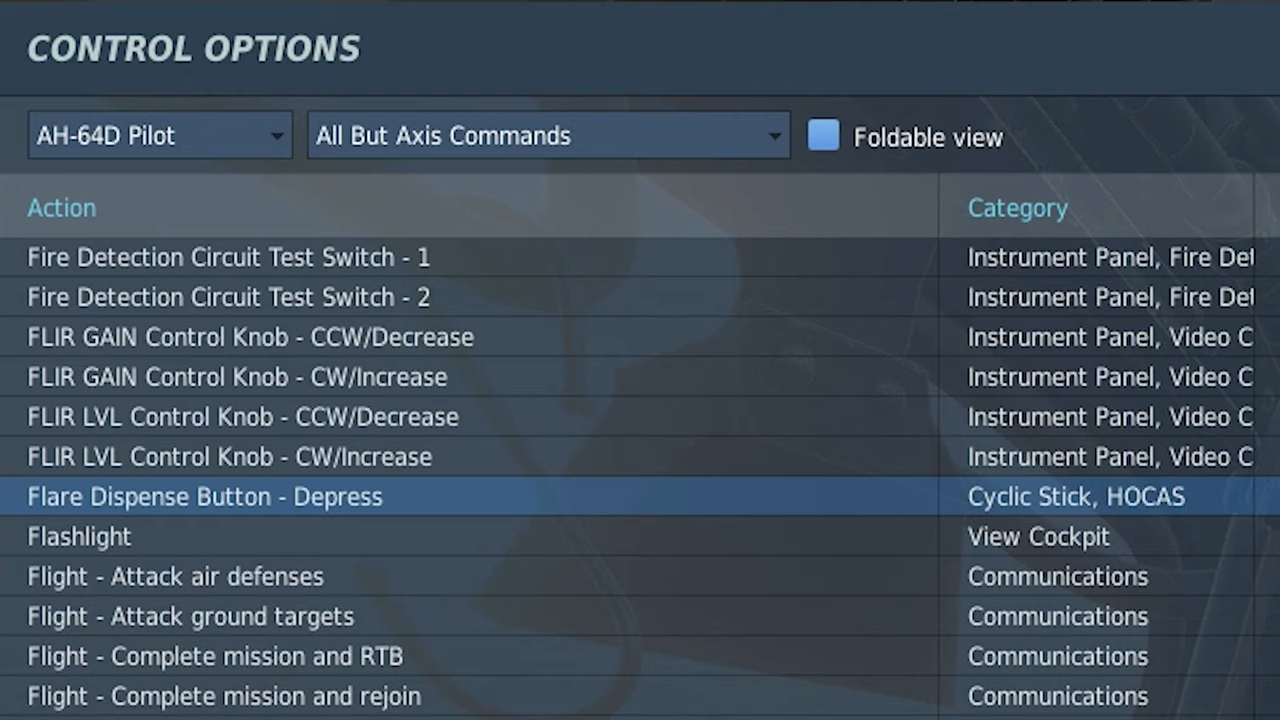 CONTROL OPTIONS
AH-64D Pilot All But Axis Commands Foldable view
Action Category
Fire Detection Circuit Test Switch - 1 Instrument Panel, Fire Det
Fire Detection Circuit Test Switch - 2 Instrument Panel, Fire Det
FLIR GAIN Control Knob - CCW/Decrease Instrument Panel, Video C
FLIR GAIN Control Knob - CW/Increase Instrument Panel, Video C
FLIR LVL Control Knob - CCW/Decrease Instrument Panel, Video C
FLIR LVL Control Knob - CW/Increase Instrument Panel, Video C
Flare Dispense Button - Depress Cyclic Stick, HOCAS
Flashlight View Cockpit
Flight - Attack air defenses Communications
Flight - Attack ground targets Communications
Flight - Complete mission and RTB Communications
Flight - Complete mission and rejoin Communications